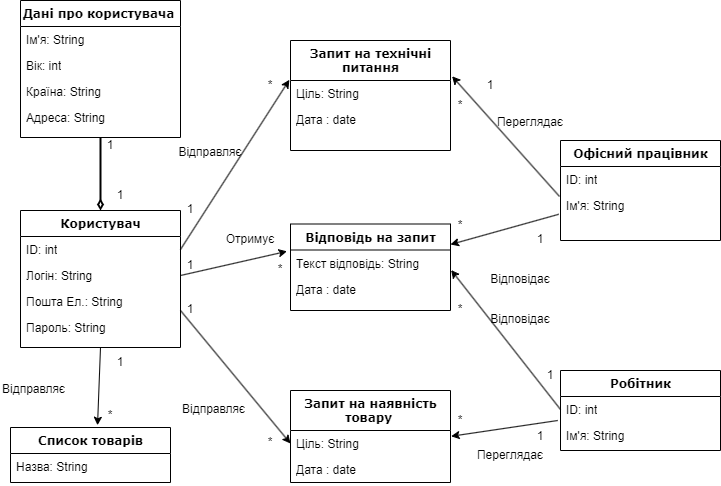 Дані про користувача
Ім'я: String
Вік: int
Країна: String
Адреса: String
1
1
Користувач
ID: int
Логін: String
Пошта Ел.: String
Пароль: String
1
Відправляє
*
Список товарів
Назва: String
Відправляє
*
1
Запит на технічні
питання
Ціль: String
Дата : date
Отримує
1
*
Відповідь на запит
Текст відповідь: String
Дата : date
1
Відправляє
*
Запит на наявність
товару
Ціль: String
Дата : date
1
*
Переглядає
Офісний працівник
ID: int
Ім'я: String
*
1
Відповідає
Відповідає
*
1
Робітник
ID: int
Ім'я: String
*
1
Переглядає